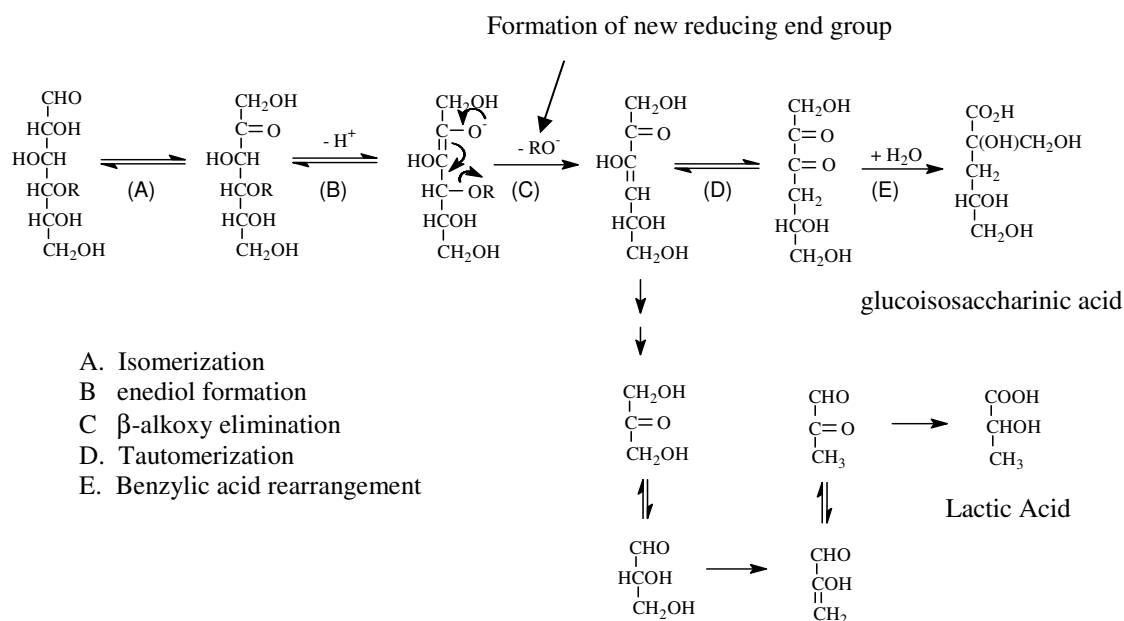 Formation of new reducing end group
CHO
HCOH
HOCH
HCOR
HCOH
CH2OH
(A)
CH2OH
C=O
HOCH
HCOR
HCOH
CH2OH
- H+
(B)
CH2OH
C-O-
HOC
HC-OR
HCOH
CH2OH
- RO-
(C)
CH2OH
C=O
HOC
CH
HCOH
CH2OH
(D)
CH2OH
C=O
C=O
CH2
HCOH
CH2OH
+ H2O
(E)
CO2H
C(OH)CH2OH
CH2
CHOH
CH2OH
glucoisosaccharinic acid
A. Isomerization
B enediol formation
C β-alkoxy elimination
D. Tautomerization
E. Benzylic acid rearrangement
CH2OH
C=O
CH2OH
CHO
C=O
CH3
COOH
CHOH
CH3
Lactic Acid
CHO
HCOH
CH2OH
CHO
COH
CH2